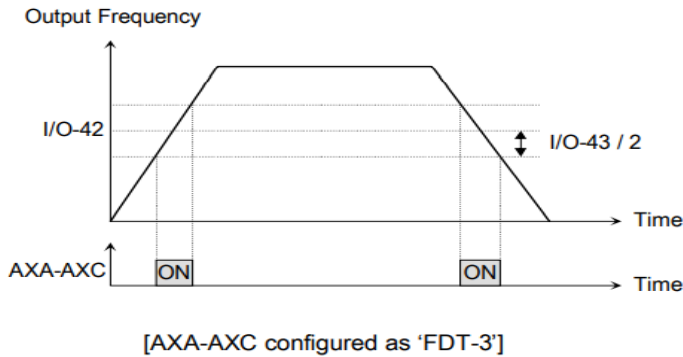 Output Frequency
I/O-42
I/O-43 / 2
Time
AXA-AXC
ON
ON
Time
[AXA-AXC configured as ‘FDT-3’]